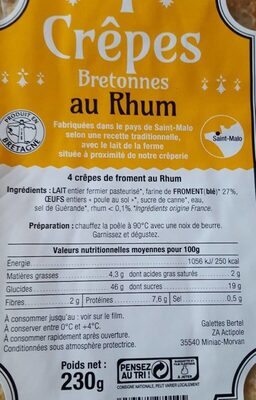 Crêpes
Bretonnes
au Rhum
Fabriquées dans le pays de Saint-Malo
selon une recette traditionnelle,
avec le lait de la ferme
située à proximité de notre crêperie
PRODUIT EN
BRETAGNE
Saint-Malo
4 crêpes de froment au Rhum
Ingrédients : LAIT entier fermier pasteurisé*, farine de FROMENT(blé)* 27%,
ŒUFS entiers « poule au sol »*, sucre de canne*, eau,
sel de Guérande*, rhum < 0,1%. *Ingrédients origine France.
Préparation : chauffez la poêle à 90°C avec une noix de beurre.
Garnissez et dégustez.
Valeurs nutritionnelles moyennes pour 100g
Energie 1056 kJ/ 250 kcal
Matières grasses 4,3 g dont acides gras saturés 2 g
Glucides 46 g dont sucres 19 g
Fibres 2 g Protéines 7,6 g Sel 0,5 g
À consommer jusqu'au : voir sur le film.
À conserver entre 0°C et +4°C.
À consommer rapidement après ouverture.
Conditionnées sous atmosphère protectrice.
Galettes Bertel
ZA Actipole
35540 Miniac-Morvan
Poids net :
230g
PENSEZ
AU TRI !
CONSIGNE NATIONALE, PEUT VARIER LOCALEMENT